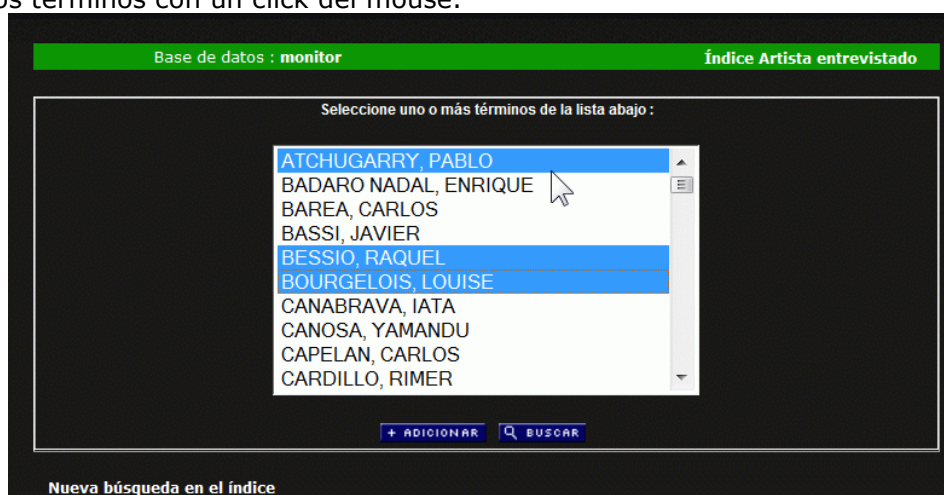 os términos con un click del mouse.
Base de datos : monitor Índice Artista entrevistado
Seleccione uno o más términos de la lista abajo :
ATCHUGARRY, PABLO
BADARO NADAL, ENRIQUE
BAREA, CARLOS
BASSI, JAVIER
BESSIO, RAQUEL
BOURGELOIS, LOUISE
CANABRAVA, IATA
CANOSA, YAMANDU
CAPELAN, CARLOS
CARDILLO, RIMER
+ ADICIONAR BUSCAR
Nueva búsqueda en el índice